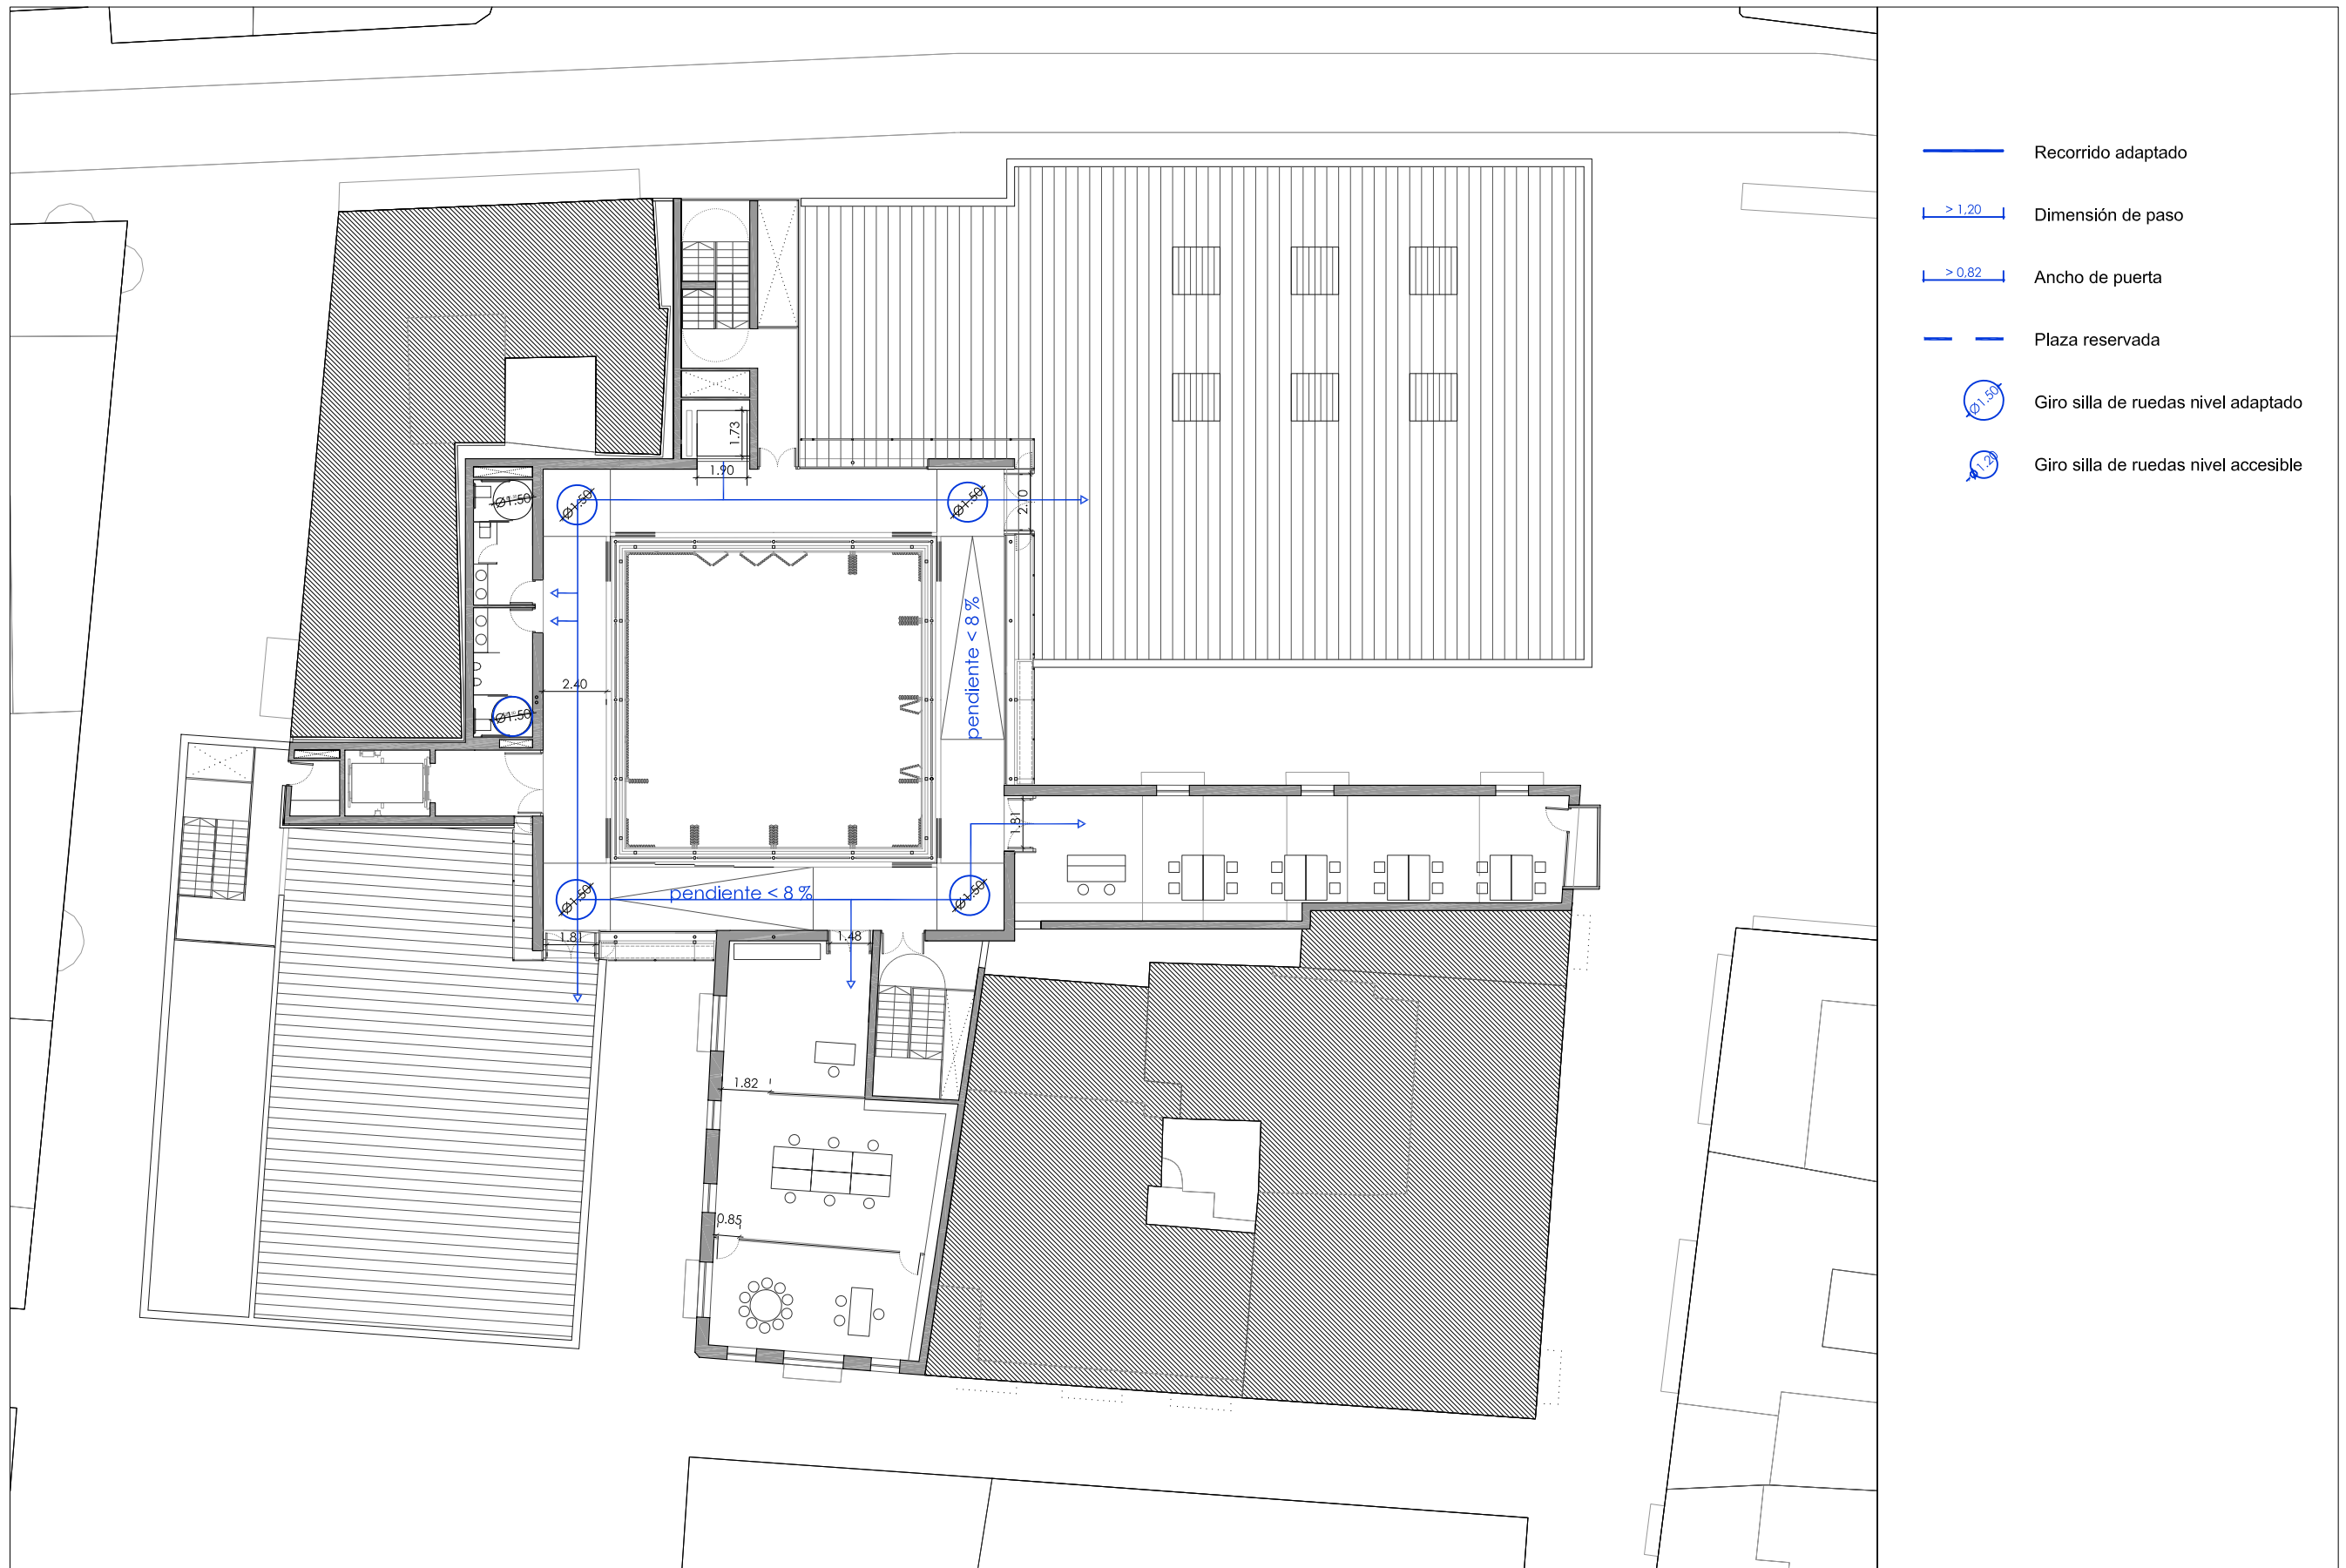 > 1,20
> 0,82
Recorrido adaptado
Dimensión de paso
Ancho de puerta
Plaza reservada
Ø1.50
Giro silla de ruedas nivel adaptado
1.20
Giro silla de ruedas nivel accesible
1.73
1.90
Ø1.50
Ø1.50
Ø1.50
2.10
pendiente < 8 %
2.40
Ø1.50
1.81
pendiente < 8 %
Ø1.50
Ø1.50
1.81
1.48
1.82
0.85